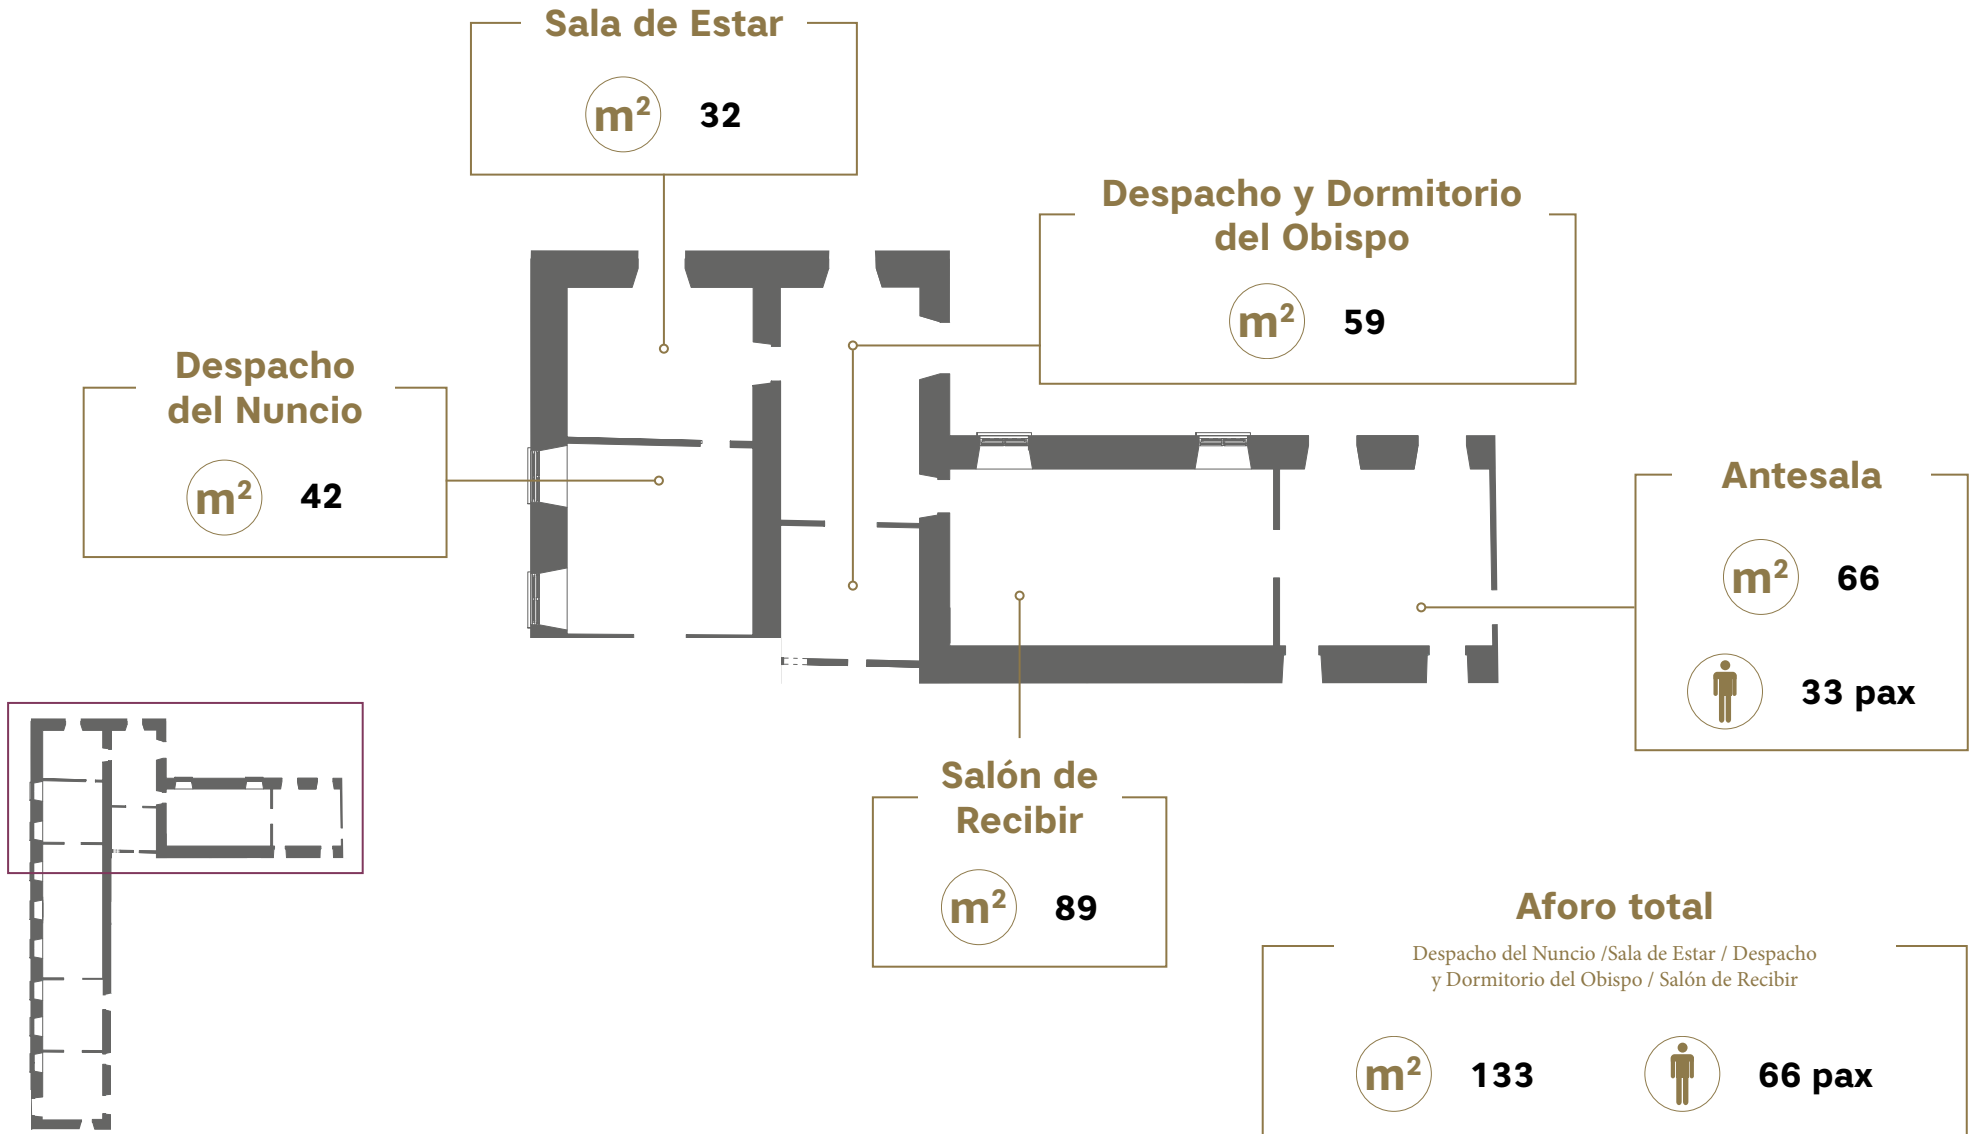 Sala de Estar
m² 32
Despacho y Dormitorio
del Obispo
m² 59
Despacho
del Nuncio
m² 42
Antesala
m² 66
33 pax
Salón de
Recibir
m² 89
Aforo total
Despacho del Nuncio /Sala de Estar / Despacho
y Dormitorio del Obispo / Salón de Recibir
m² 133 66 pax